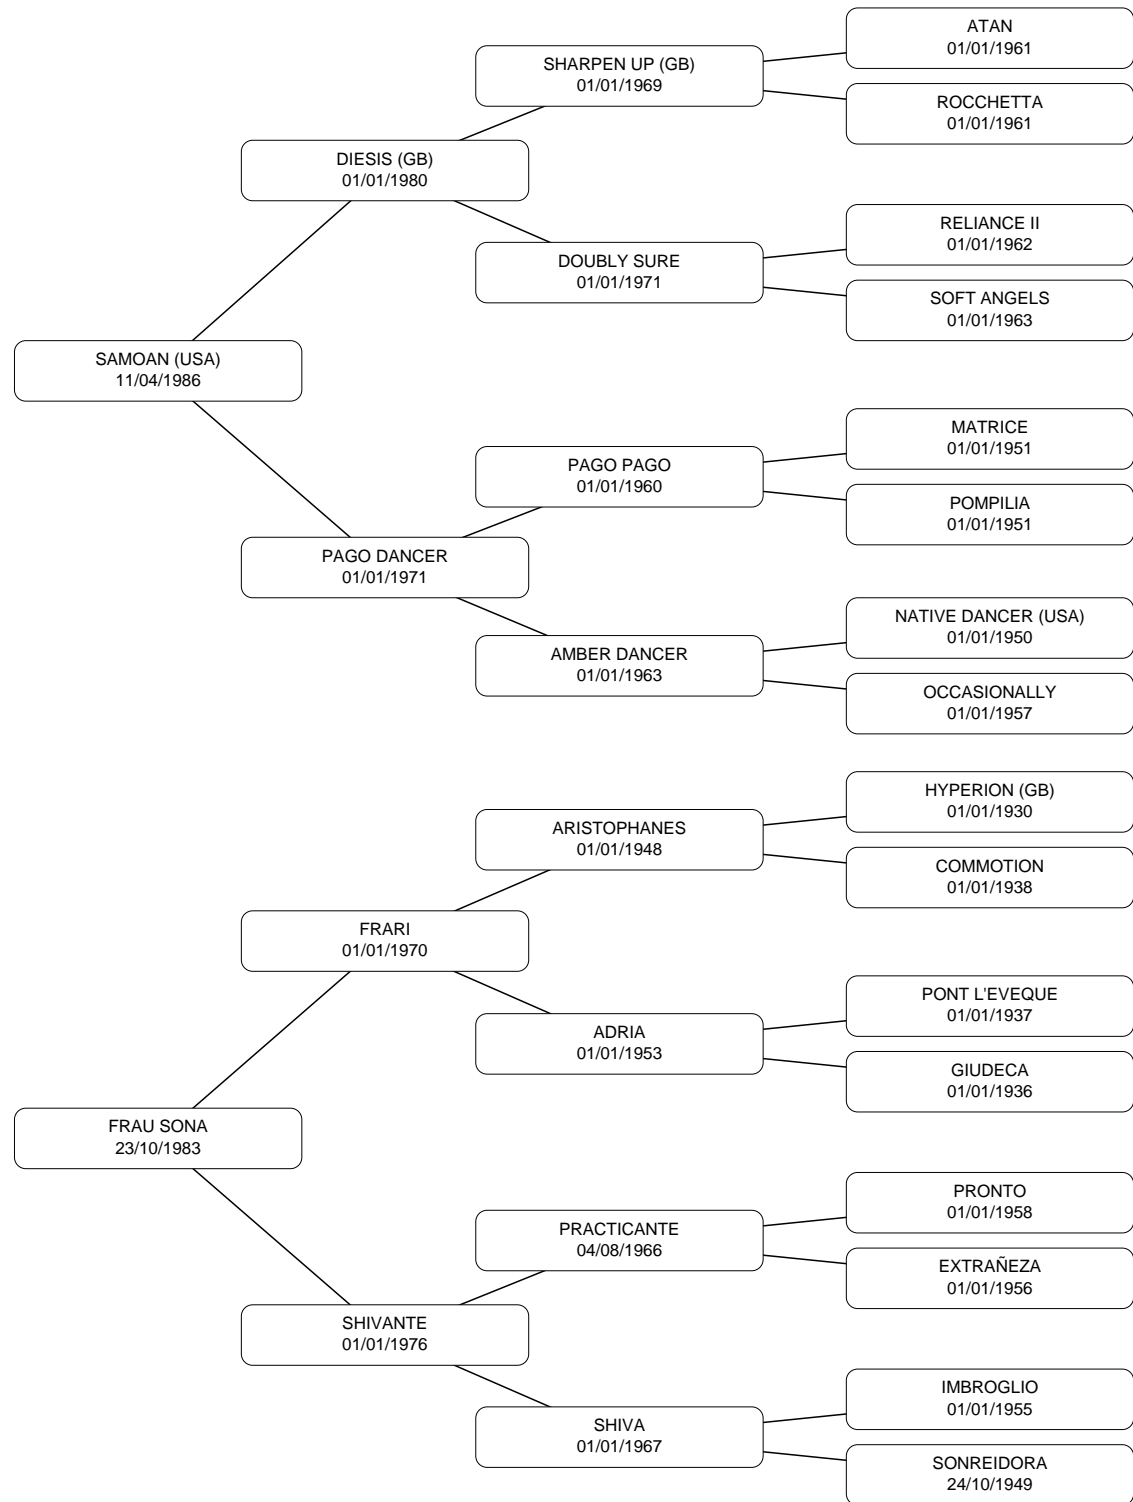 ATAN
01/01/1961
SHARPEN UP (GB)
01/01/1969
ROCCHETTA
01/01/1961
DIESIS (GB)
01/01/1980
RELIANCE II
01/01/1962
DOUBLY SURE
01/01/1971
SOFT ANGELS
01/01/1963
SAMOAN (USA)
11/04/1986
MATRICE
01/01/1951
PAGO PAGO
01/01/1960
POMPILIA
01/01/1951
PAGO DANCER
01/01/1971
NATIVE DANCER (USA)
01/01/1950
AMBER DANCER
01/01/1963
OCCASIONALLY
01/01/1957
HYPERION (GB)
01/01/1930
ARISTOPHANES
01/01/1948
COMMOTION
01/01/1938
FRARI
01/01/1970
PONT L'EVEQUE
01/01/1937
ADRIA
01/01/1953
GIUDECA
01/01/1936
FRAU SONA
23/10/1983
PRONTO
01/01/1958
PRACTICANTE
04/08/1966
EXTRAÑEZA
01/01/1956
SHIVANTE
01/01/1976
IMBROGLIO
01/01/1955
SHIVA
01/01/1967
SONREIDORA
24/10/1949